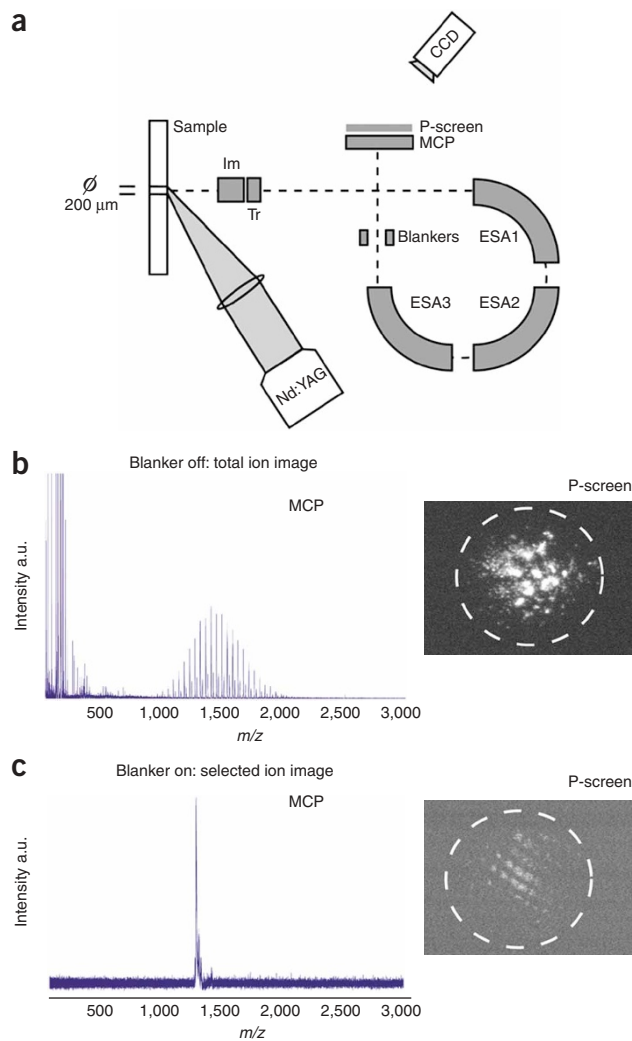 a
CCD
Sample
P-screen
MCP
Im
Ø
200 µm
Tr
Blankers
ESA1
ESA3
ESA2
Nd:YAG
b
Blanker off: total ion image
P-screen
MCP
Intensity a.u.
500 1,000 1,500 2,000 2,500 3,000
m/z
c
Blanker on: selected ion image
P-screen
MCP
Intensity a.u.
500 1,000 1,500 2,000 2,500 3,000
m/z